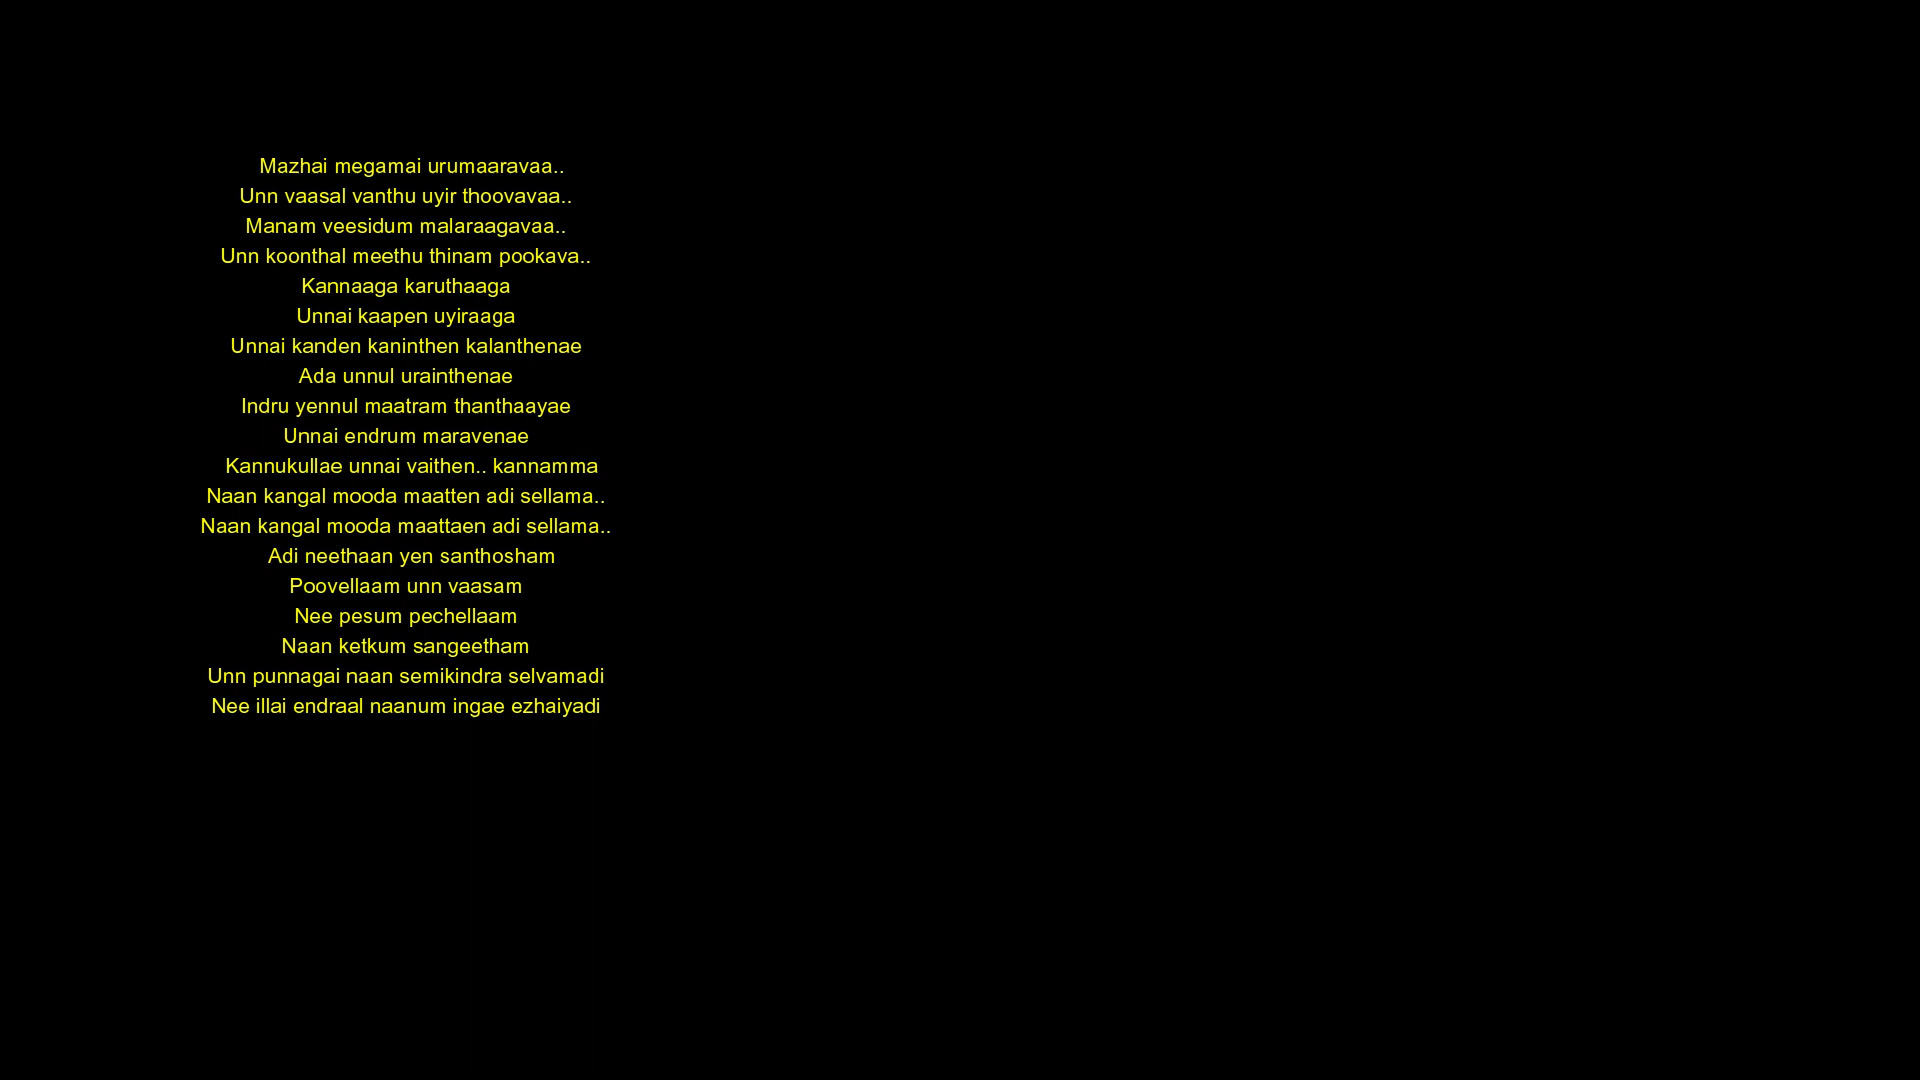 Mazhai megamai urumaaravaa..
Unn vaasal vanthu uyir thoovavaa..
Manam veesidum malaraagavaa..
Unn koonthal meethu thinam pookava..
Kannaaga karuthaaga
Unnai kaapen uyiraaga
Unnai kanden kaninthen kalanthenae
Ada unnul urainthenae
Indru yennul maatram thanthaayae
Unnai endrum maravenae
Kannukullae unnai vaithen.. kannamma
Naan kangal mooda maatten adi sellama..
Naan kangal mooda maattaen adi sellama..
Adi neethaan yen santhosham
Poovellaam unn vaasam
Nee pesum pechellaam
Naan ketkum sangeetham
Unn punnagai naan semikindra selvamadi
Nee illai endraal naanum ingae ezhaiyadi